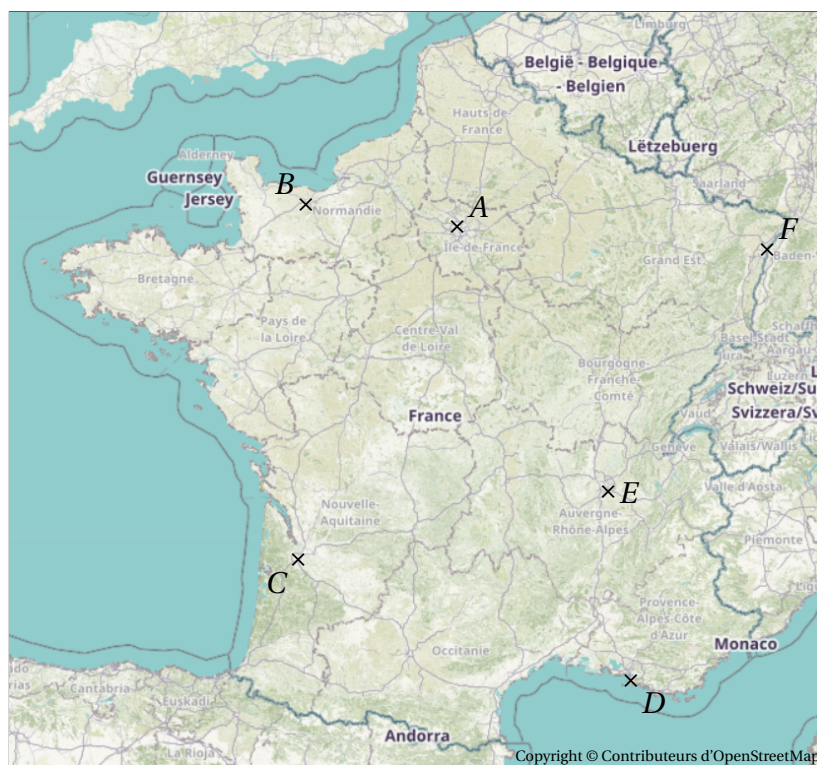 Limburg
België - Belgique
- Belgien
Hauts-de-
France
Lëtzebuerg
Alderney
Guernsey
Jersey
Saarland
B
Normandie
A
Île-de-France
F
Baden-
Grand Est
Bretagne
Pays de
la Loire
Centre-Val
de Loire
Schaffh
Basel-Stadt
Jura
Aargau
Luzern
Bourgogne-
Franche-
Comté
Schweiz/Su
Svizzera/Sv
Vaud
France
Genève
Valais/Wallis
Valle d'Aosta
E
Nouvelle-
Aquitaine
Auvergne-
Rhône-Alpes
Piemonte
C
Provence-
Alpes-Côte
d'Azur
Monaco
Occitanie
Cantabria
Euskadi
D
Andorra
La Rioja
Copyright © Contributeurs d'OpenStreetMap